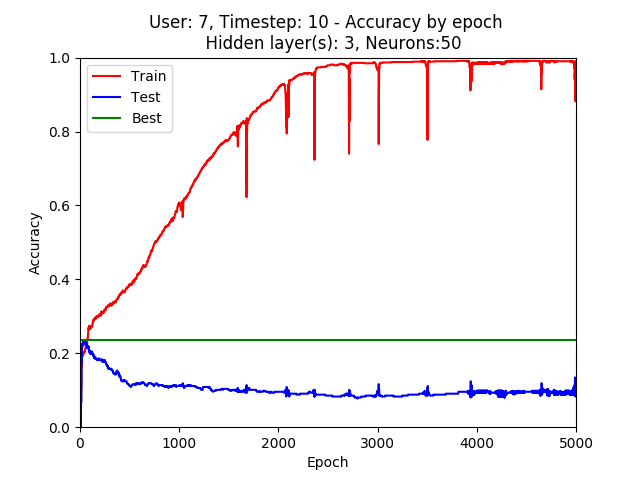 User: 7, Timestep: 10 - Accuracy by epoch
Hidden layer(s): 3, Neurons:50
Train
Test
Best
Accuracy
1.0
0.8
0.6
0.4
0.2
0.0
0 1000 2000 3000 4000 5000
Epoch